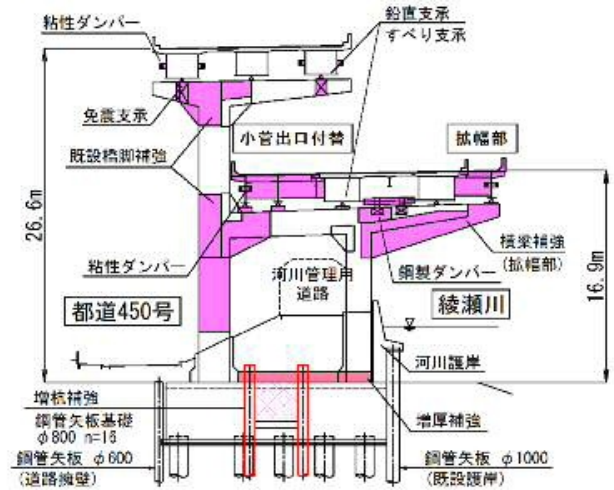 粘性ダンパー
鉛直支承
すべり支承
免震支承
小菅出口付替
拡幅部
既設橋脚補強
26.6m
横梁補強
(拡幅部)
16.9m
粘性ダンパー
鋼製ダンパー
河川管理用
道路
都道450号
綾瀬川
河川護岸
増杭補強
増厚補強
鋼管矢板基礎
φ800 n=16
鋼管矢板 φ600
(道路擁壁)
鋼管矢板 φ1000
(既設護岸)